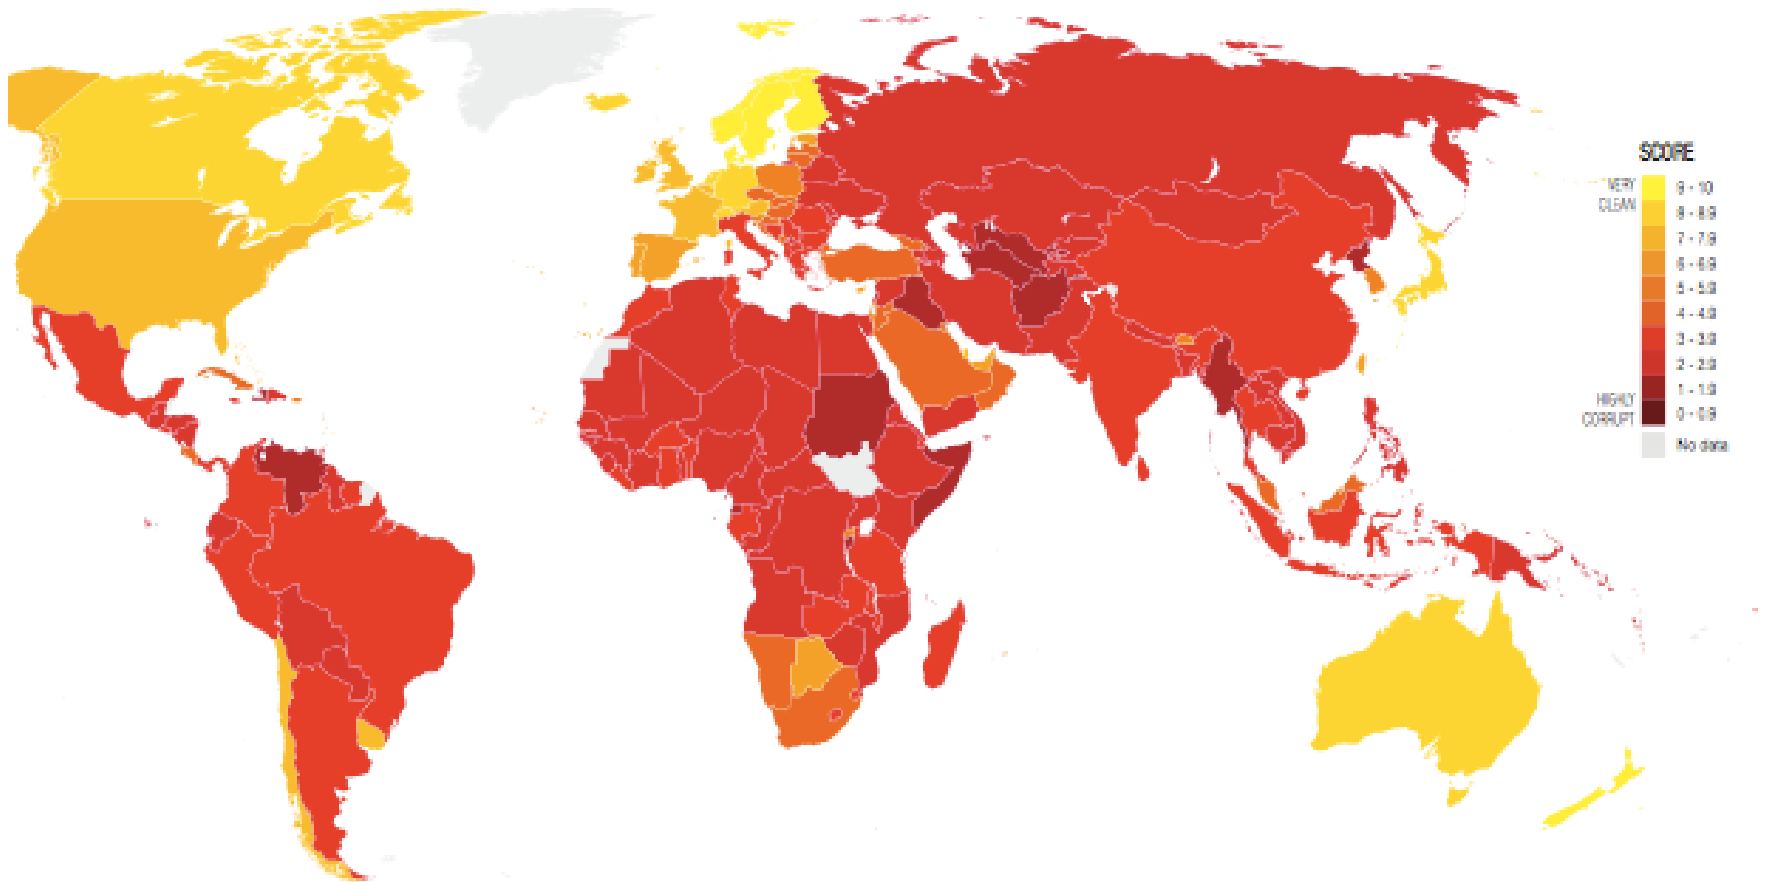 SCORE
VERY
CLEAN
9 - 10
8 - 8.9
7 - 7.9
6 - 6.9
5 - 5.9
4 - 4.9
3 - 3.9
2 - 2.9
1 - 1.9
HIGHLY
CORRUPT
0 - 0.9
No data